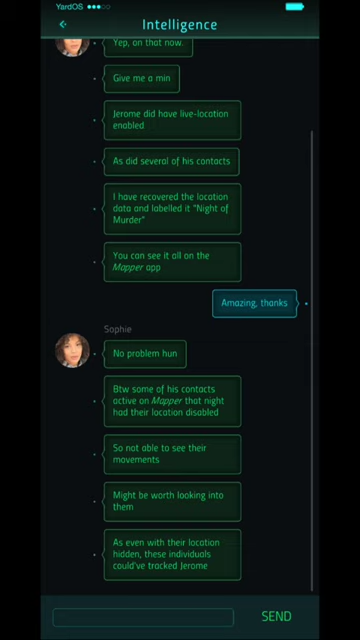 YardOS
Intelligence
Yep, on that now.
Give me a min
Jerome did have live-location
enabled
As did several of his contacts
I have recovered the location
data and labelled it "Night of
Murder"
You can see it all on the
Mapper app
Amazing, thanks
Sophie
No problem hun
Btw some of his contacts
active on Mapper that night
had their location disabled
So not able to see their
movements
Might be worth looking into
them
As even with their location
hidden, these individuals
could've tracked Jerome
SEND